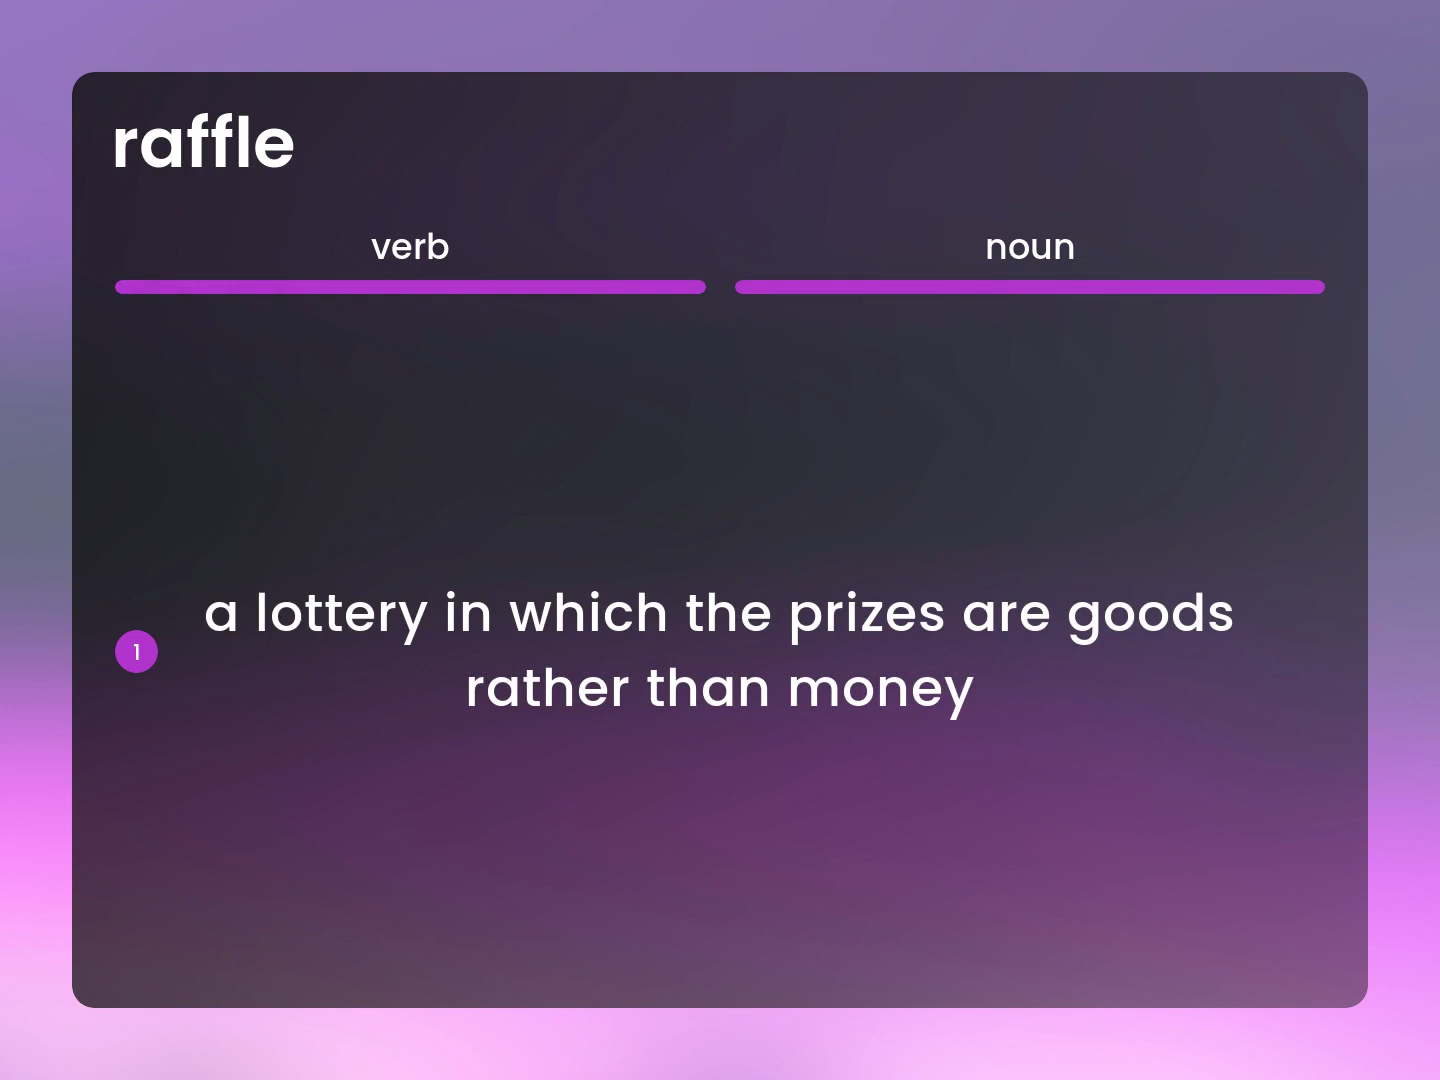 raffle
verb
noun
1
a lottery in which the prizes are goods
rather than money